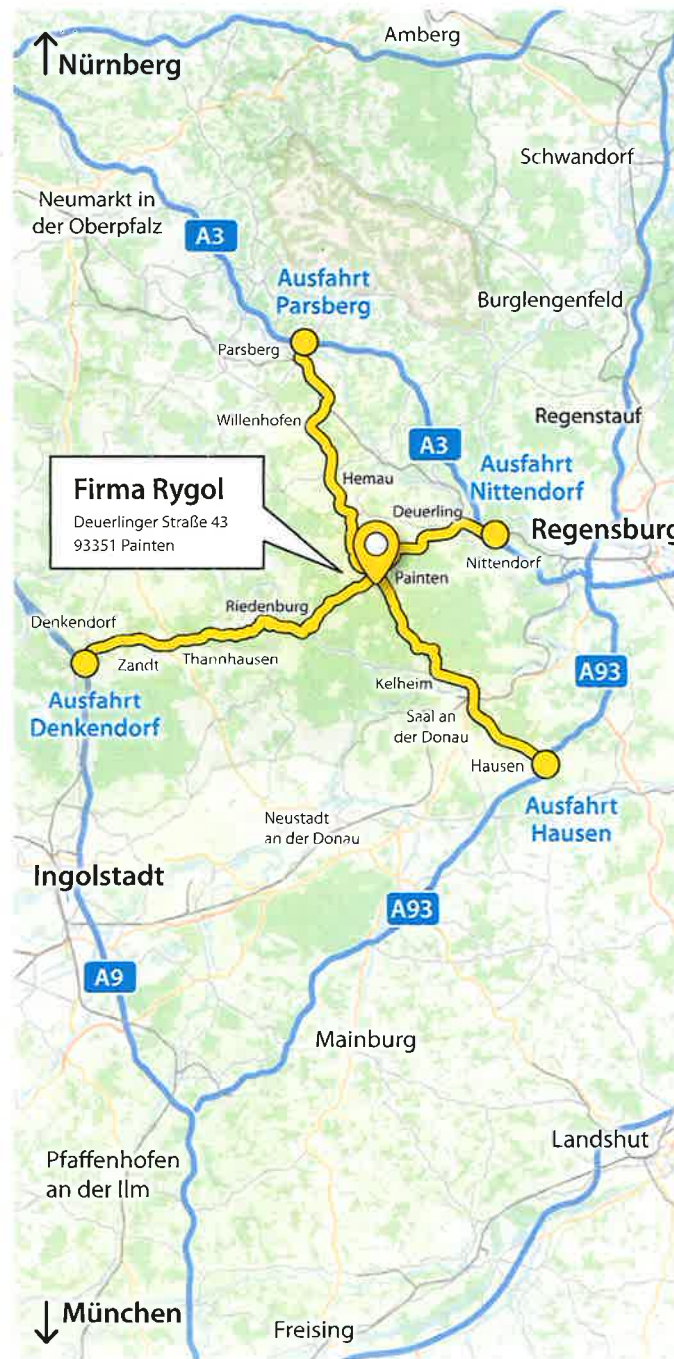 Amberg
Nürnberg
Schwandorf
Neumarkt in
der Oberpfalz
A3
Ausfahrt
Parsberg
Burglengenfeld
Parsberg
Willenhofen
Regenstauf
A3
Ausfahrt
Nittendorf
Hemau
Firma Rygol
Deuerlinger Straße 43
93351 Painten
Deuerling
Regensburg
Nittendorf
Painten
Riedenburg
Denkendorf
Zandt
Thannhausen
Ausfahrt
Denkendorf
Kelheim
A93
Saal an
der Donau
Hausen
Ausfahrt
Hausen
Neustadt
an der Donau
Ingolstadt
A93
A9
Mainburg
Landshut
Pfaffenhofen
an der Ilm
München
Freising